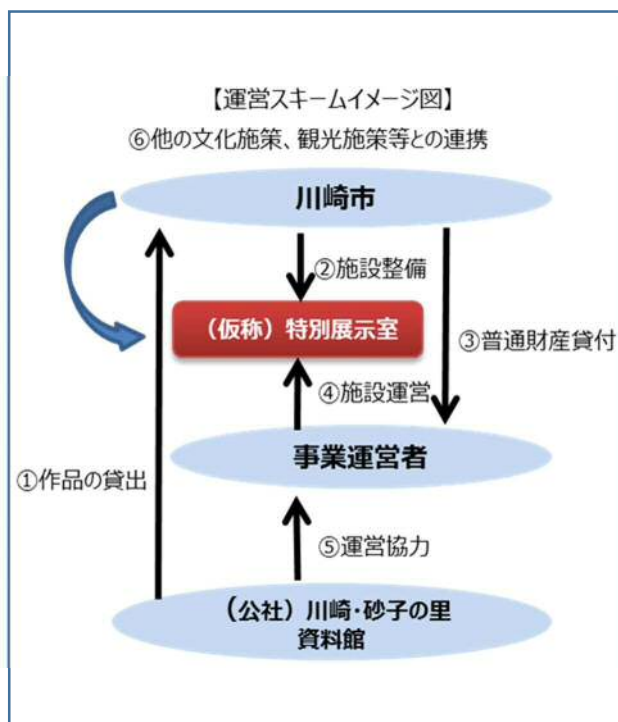 【運営スキームイメージ図】
⑥他の文化施策、観光施策等との連携
川崎市
②施設整備
（仮称）特別展示室
③普通財産貸付
④施設運営
事業運営者
①作品の貸出
⑤運営協力
（公社）川崎・砂子の里
資料館